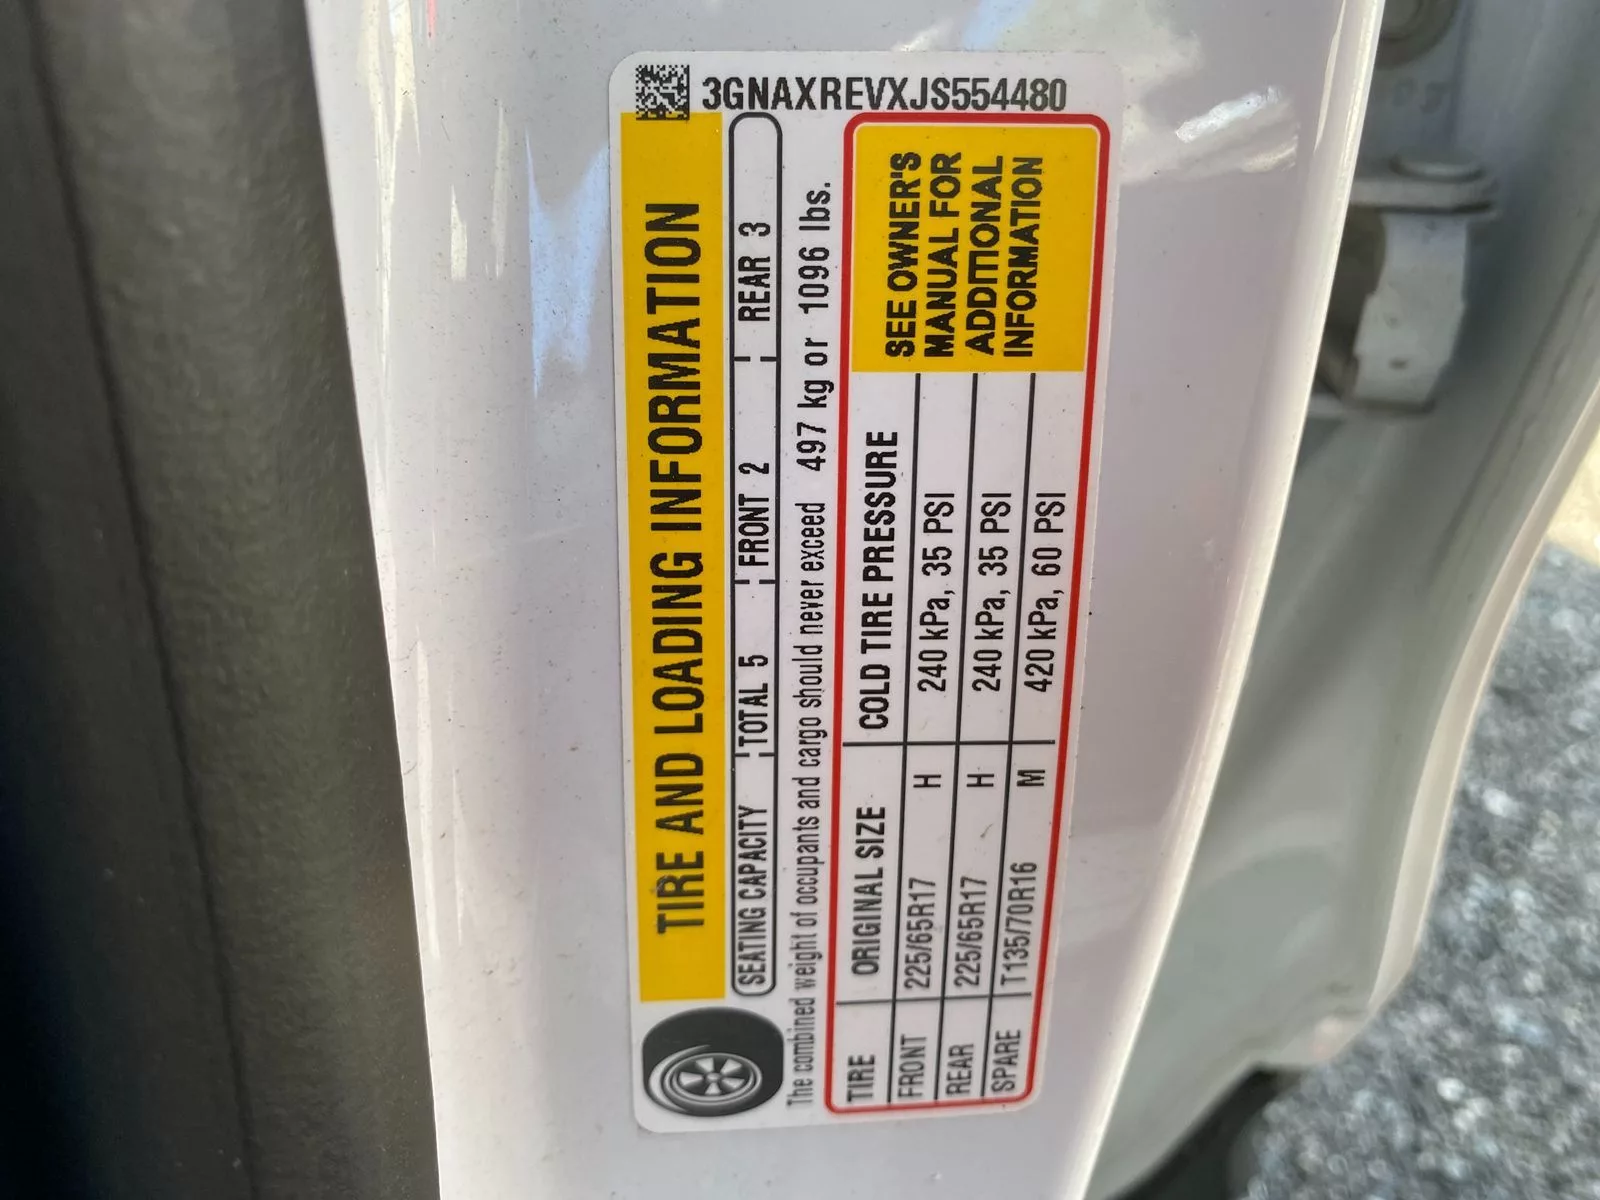 3GNAXREVXJS554480
TIRE AND LOADING INFORMATION
SEATING CAPACITY TOTAL 5 FRONT 2 REAR 3
The combined weight of occupants and cargo should never exceed 497 kg or 1096 lbs.
TIRE ORIGINAL SIZE COLD TIRE PRESSURE
FRONT 225/65R17 H 240 kPa, 35 PSI
REAR 225/65R17 H 240 kPa, 35 PSI
SPARE T135/70R16 M 420 kPa, 60 PSI
SEE OWNER'S
MANUAL FOR
ADDITIONAL
INFORMATION